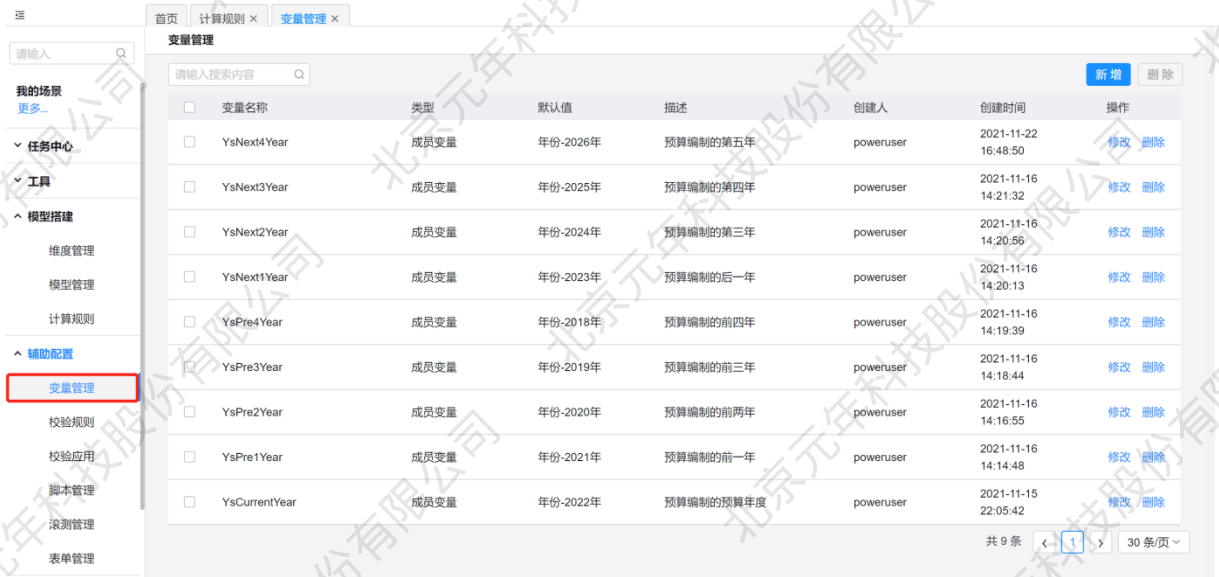 首页 计算规则 × 变量管理 ×
请输入
变量管理
请输入搜索内容 新增 删除
我的场景
更多...
任务中心
工具
模型搭建
维度管理
模型管理
计算规则
辅助配置
变量管理
校验规则
校验应用
脚本管理
滚测管理
表单管理
变量名称 类型 默认值 描述 创建人 创建时间 操作
YsNext4Year 成员变量 年份-2026年 预算编制的第五年 poweruser 2021-11-22 16:48:50 修改 删除
YsNext3Year 成员变量 年份-2025年 预算编制的第四年 poweruser 2021-11-16 14:21:32 修改 删除
YsNext2Year 成员变量 年份-2024年 预算编制的第三年 poweruser 2021-11-16 14:20:56 修改 删除
YsNext1Year 成员变量 年份-2023年 预算编制的后一年 poweruser 2021-11-16 14:20:13 修改 删除
YsPre4Year 成员变量 年份-2018年 预算编制的前四年 poweruser 2021-11-16 14:19:39 修改 删除
YsPre3Year 成员变量 年份-2019年 预算编制的前三年 poweruser 2021-11-16 14:18:44 修改 删除
YsPre2Year 成员变量 年份-2020年 预算编制的前两年 poweruser 2021-11-16 14:16:55 修改 删除
YsPre1Year 成员变量 年份-2021年 预算编制的前一年 poweruser 2021-11-16 14:14:48 修改 删除
YsCurrentYear 成员变量 年份-2022年 预算编制的预算年度 poweruser 2021-11-15 22:05:42 修改 删除
共 9 条 < 1 > 30 条/页
北京元年科技股份有限公司